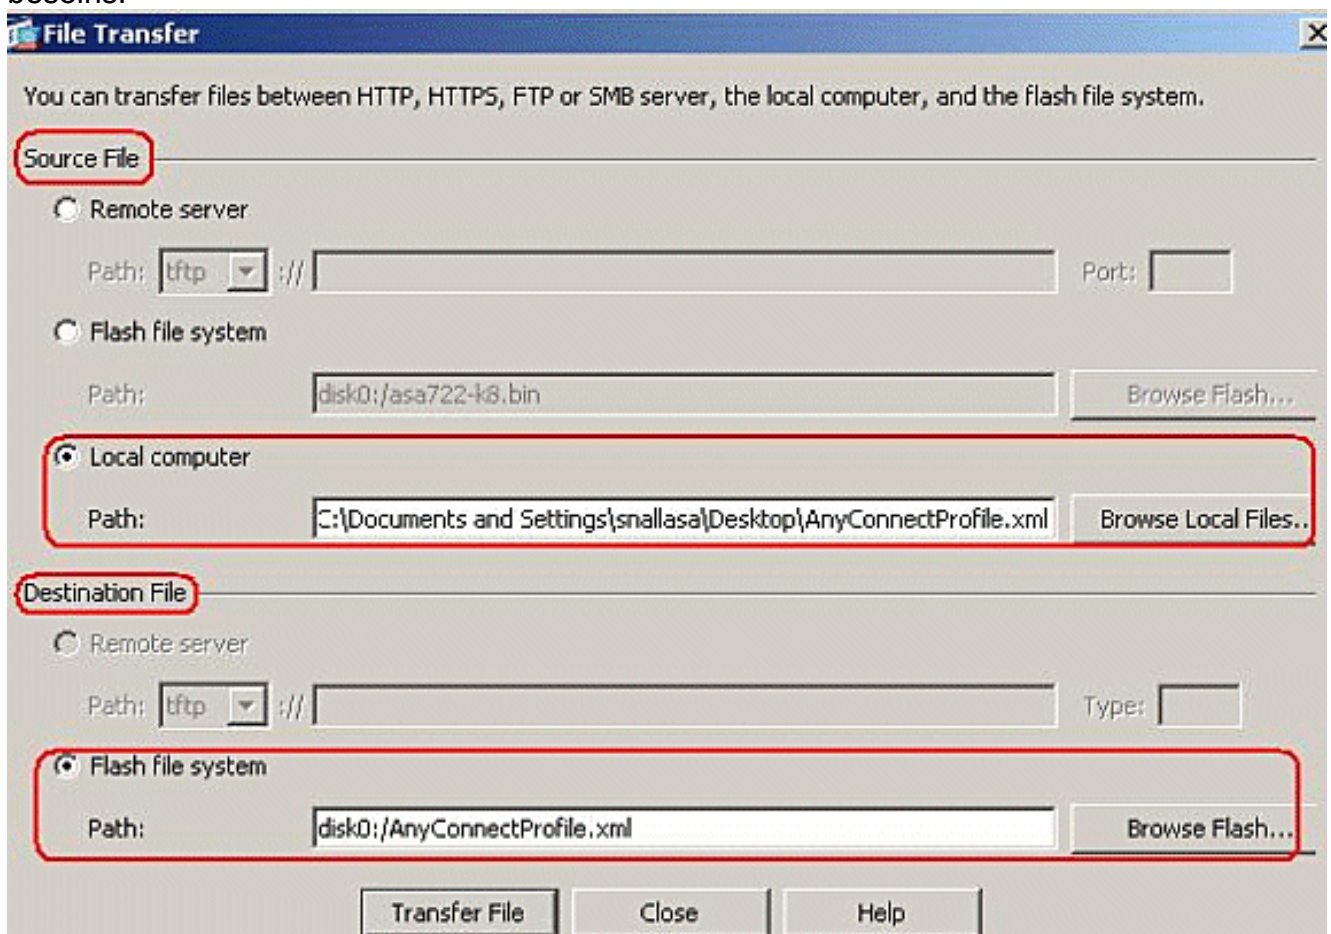 besoins.
File Transfer
You can transfer files between HTTP, HTTPS, FTP or SMB server, the local computer, and the flash file system.
Source File
Remote server
Path: tftp :// Port:
Flash file system
Path: disk0:/asa722-k8.bin Browse Flash...
Local computer
Path: C:\Documents and Settings\snallasa\Desktop\AnyConnectProfile.xml Browse Local Files..
Destination File
Remote server
Path: tftp :// Type:
Flash file system
Path: disk0:/AnyConnectProfile.xml Browse Flash...
Transfer File Close Help